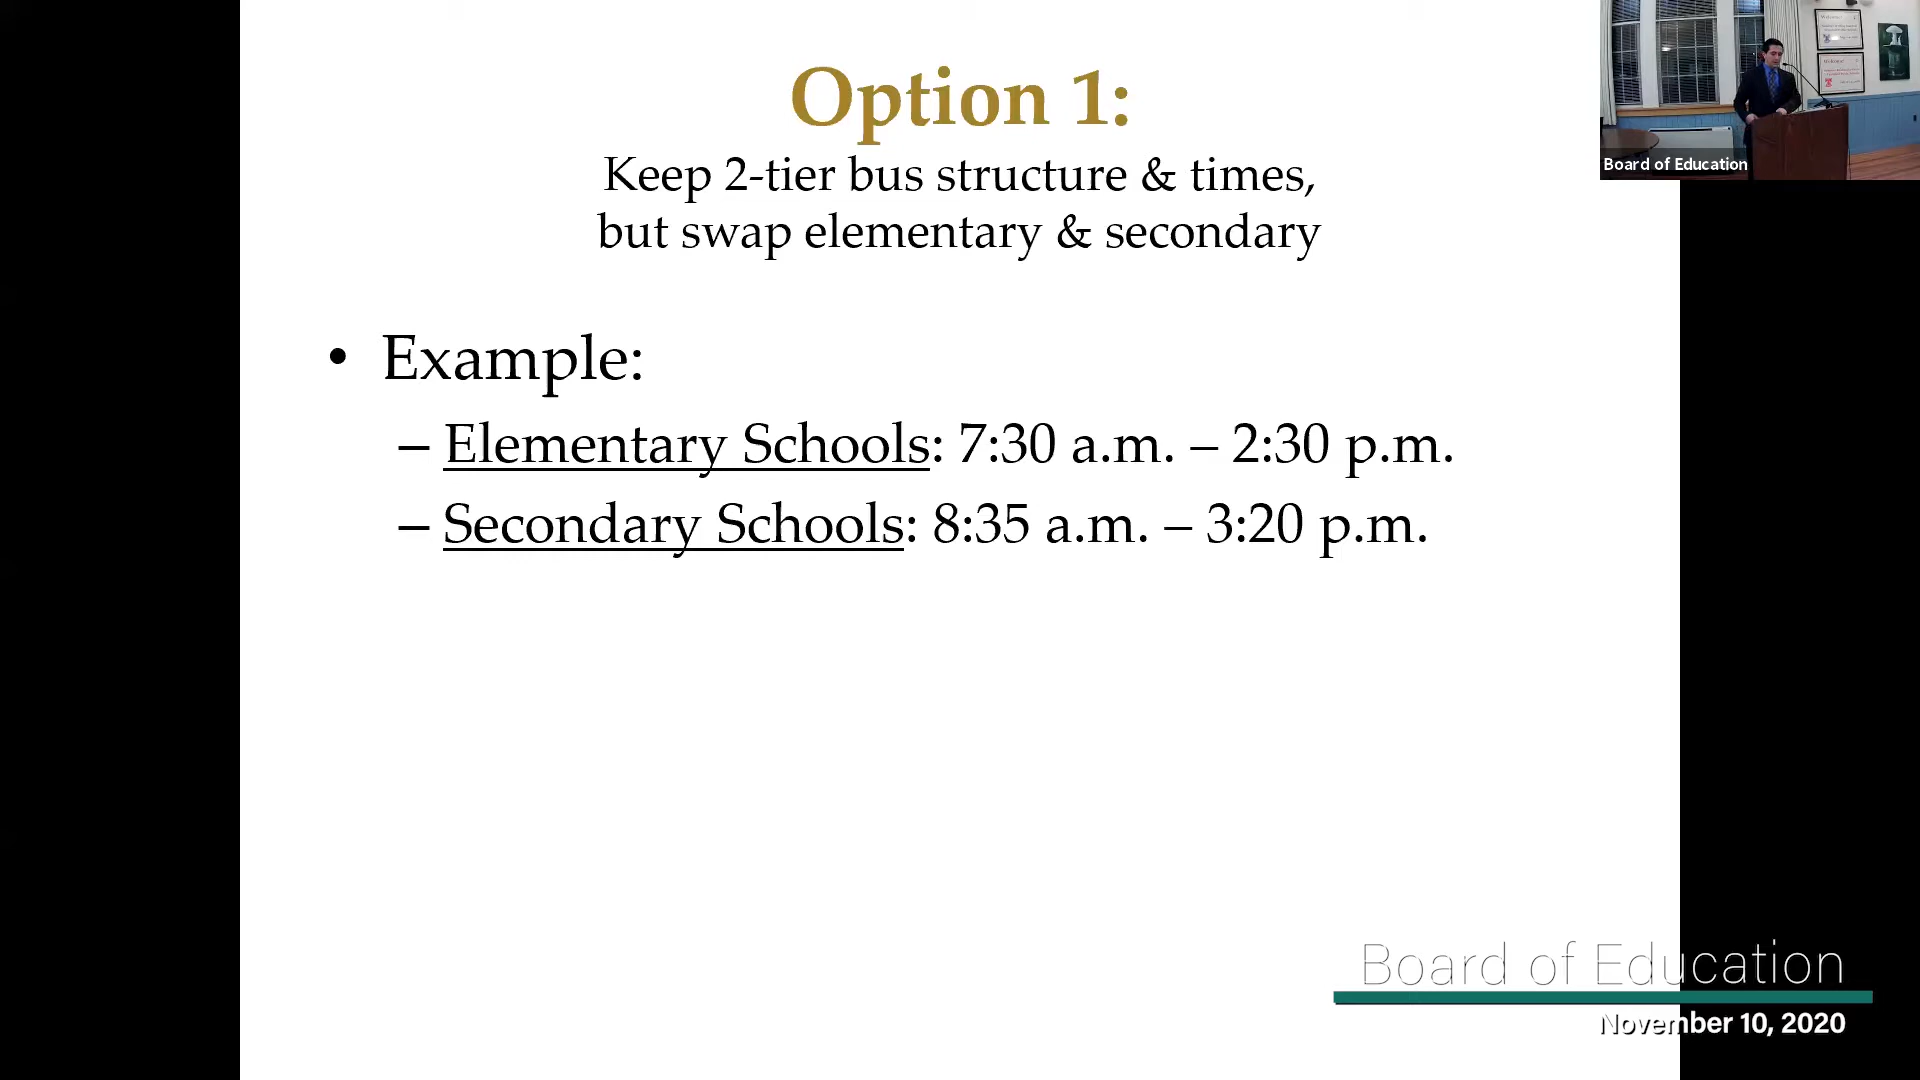 Option 1:
Keep 2-tier bus structure & times,
but swap elementary & secondary
• Example:
– Elementary Schools: 7:30 a.m. – 2:30 p.m.
– Secondary Schools: 8:35 a.m. – 3:20 p.m.
Board of Education
Board of Education
November 10, 2020